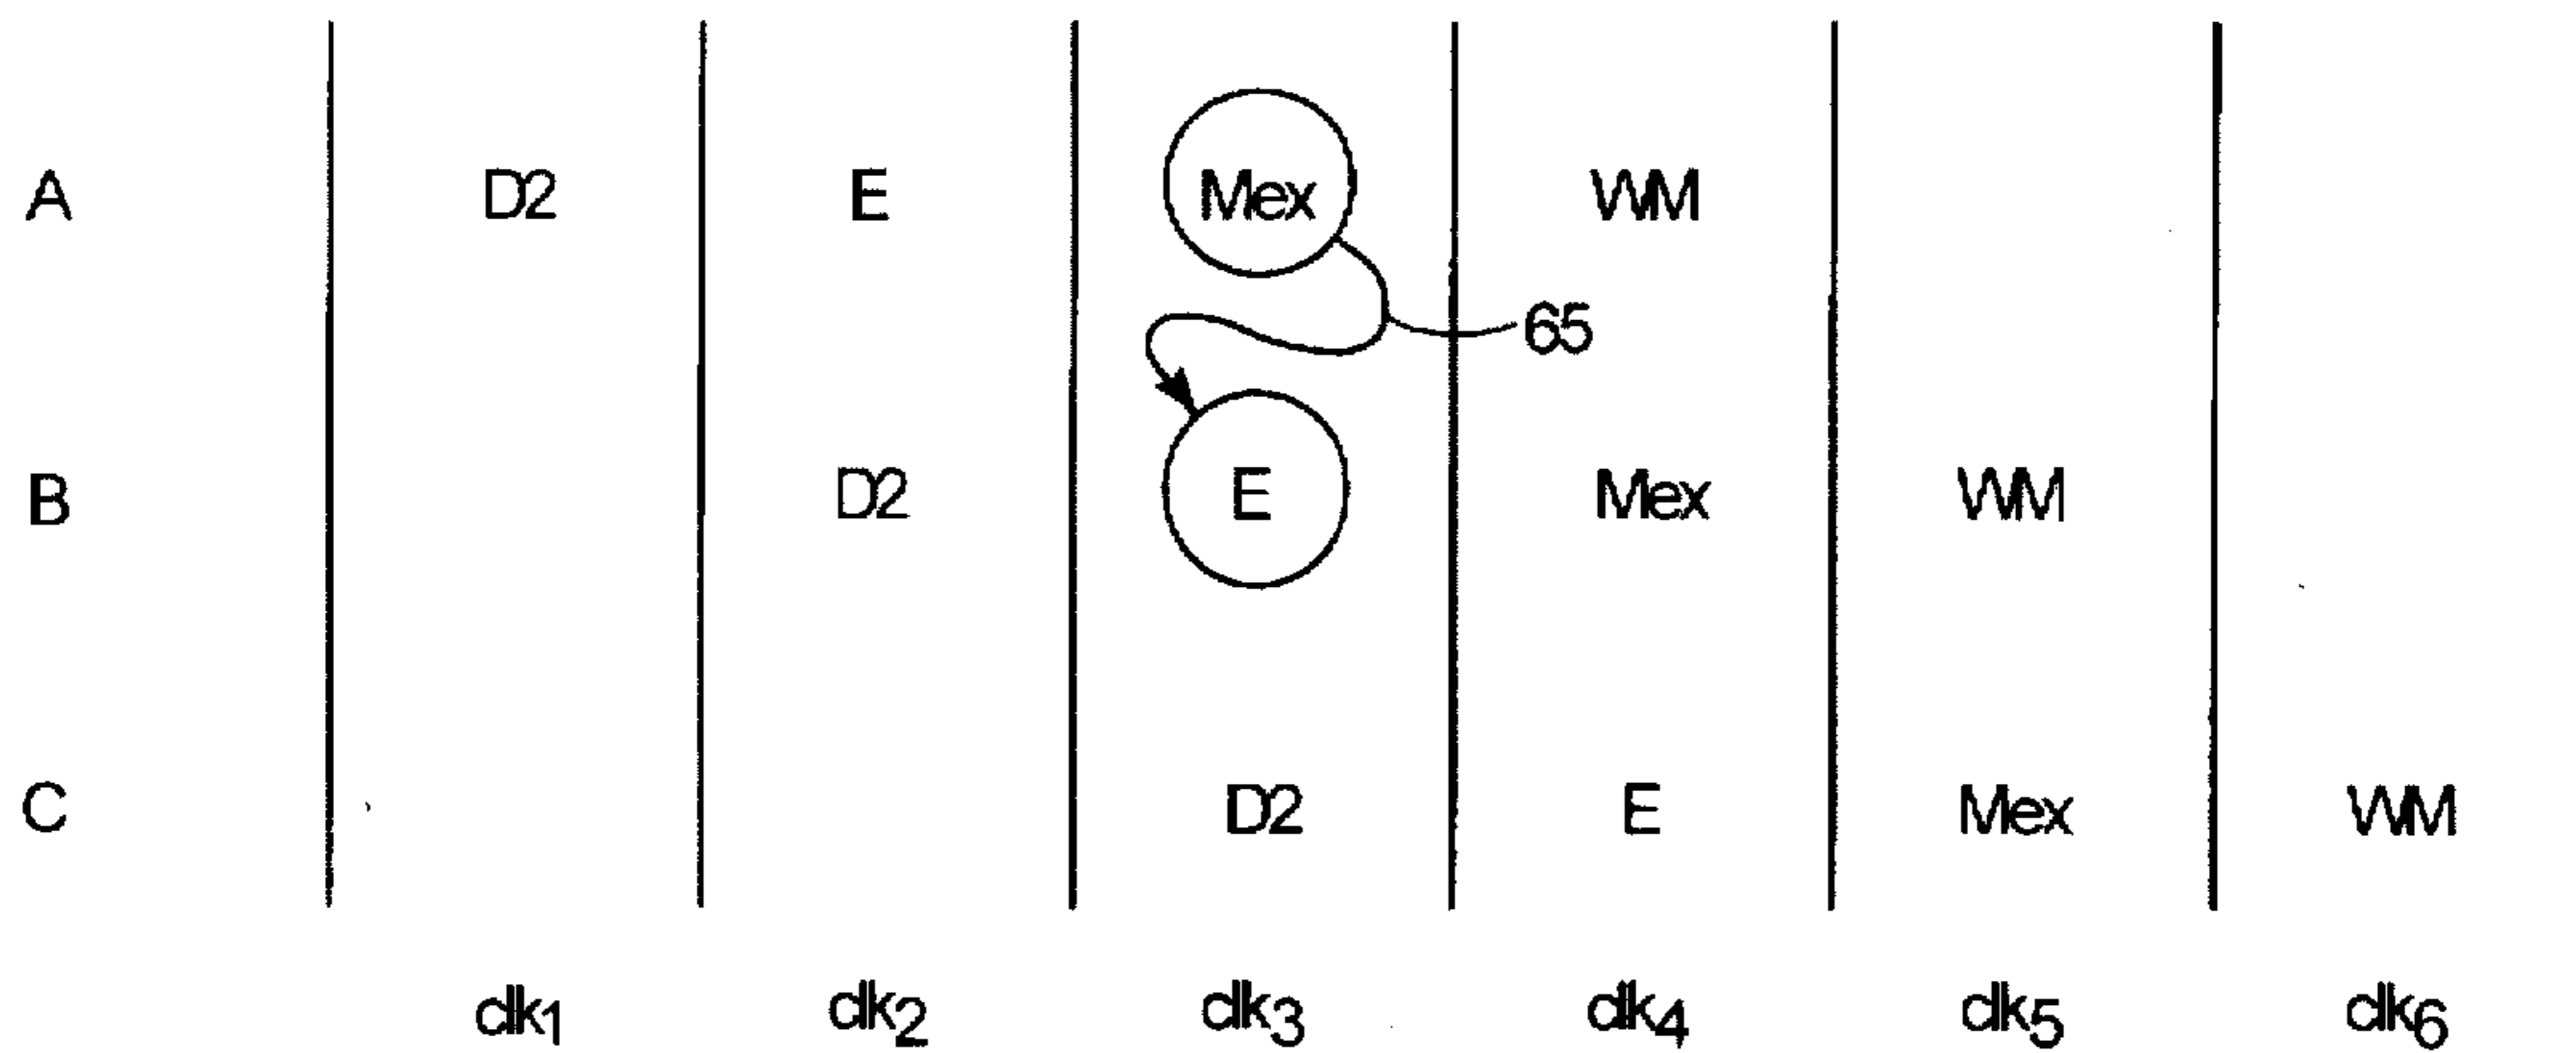 A D2 E Mex WM
65
B D2 E Mex WM
C D2 E Mex WM
clk1 clk2 clk3 clk4 clk5 clk6